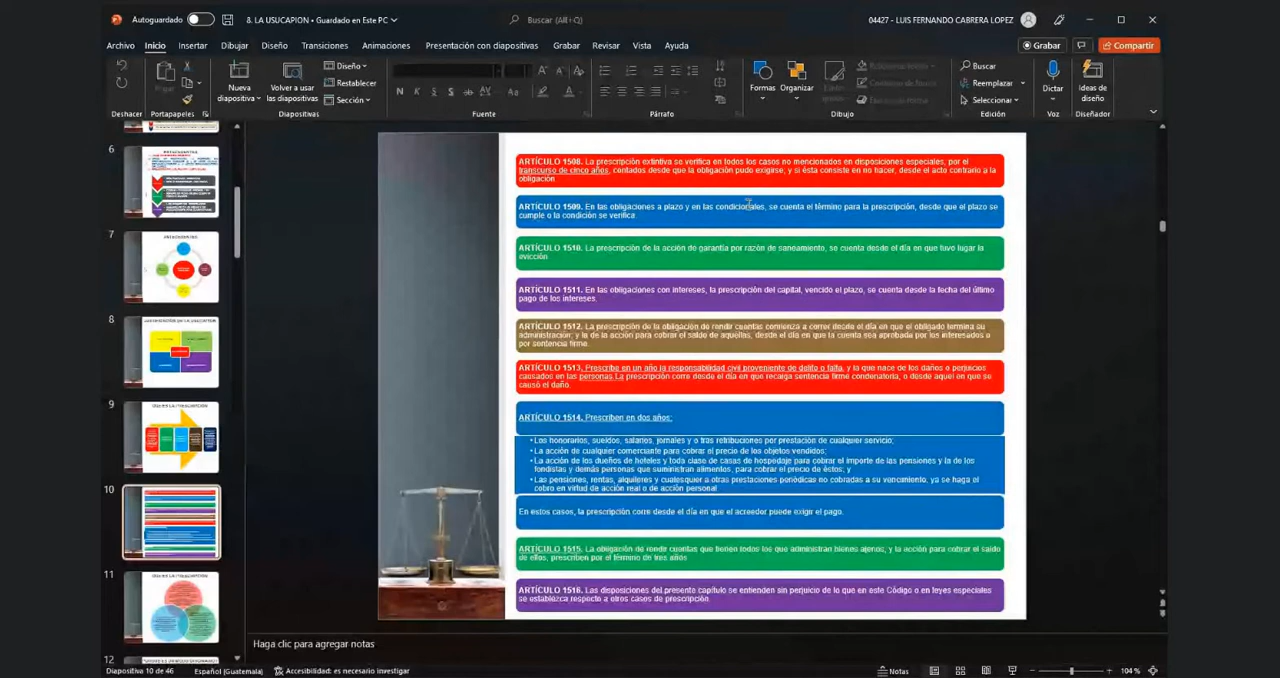 Autoguardado
8. LA USUCAPION • Guardado en Este PC
Buscar (Alt+Q)
04427 - LUIS FERNANDO CABRERA LOPEZ
Archivo Inicio Insertar Dibujar Diseño Transiciones Animaciones Presentación con diapositivas Grabar Revisar Vista Ayuda
Grabar Compartir
Pegar
Nueva diapositiva
Volver a usar las diapositivas
Diseño
Restablecer
Sección
Formas
Organizar
Buscar
Reemplazar
Seleccionar
Dictar
Ideas de diseño
Deshacer Portapapeles Diapositivas Fuente Párrafo Dibujo Edición Voz Diseñador
6
7
8
9
10
11
12
ARTÍCULO 1508. La prescripción extintiva se verifica en todos los casos no mencionados en disposiciones especiales, por el
transcurso de cinco años, contados desde que la obligación pudo exigirse; y si ésta consiste en no hacer, desde el acto contrario a la
obligación.
ARTÍCULO 1509. En las obligaciones a plazo y en las condicionales, se cuenta el término para la prescripción, desde que el plazo se
cumple o la condición se verifica.
ARTÍCULO 1510. La prescripción de la acción de garantía por razón de saneamiento, se cuenta desde el día en que tuvo lugar la
evicción
ARTÍCULO 1511. En las obligaciones con intereses, la prescripción del capital, vencido el plazo, se cuenta desde la fecha del último
pago de los intereses.
ARTÍCULO 1512. La prescripción de la obligación de rendir cuentas comienza a correr desde el día en que el obligado termina su
administración; y la de la acción para cobrar el saldo de aquéllas, desde el día en que la cuenta sea aprobada por los interesados o
por sentencia firme.
ARTÍCULO 1513. Prescribe en un año la responsabilidad civil proveniente de delito o falta, y la que nace de los daños o perjuicios
causados en las personas.La prescripción corre desde el día en que recaiga sentencia firme condenatoria, o desde aquel en que se
causó el daño.
ARTÍCULO 1514. Prescriben en dos años:
• Los honorarios, sueldos, salarios, jornales y o tras retribuciones por prestación de cualquier servicio;
• La acción de cualquier comerciante para cobrar el precio de los objetos vendidos;
• La acción de los dueños de hoteles y toda clase de casas de hospedaje para cobrar el importe de las pensiones y la de los
fondistas y demás personas que suministran alimentos, para cobrar el precio de éstos; y
• Las pensiones, rentas, alquileres y cualesquier a otras prestaciones periódicas no cobradas a su vencimiento, ya se haga el
cobro en virtud de acción real o de acción personal
En estos casos, la prescripción corre desde el día en que el acreedor puede exigir el pago.
ARTÍCULO 1515. La obligación de rendir cuentas que tienen todos los que administran bienes ajenos, y la acción para cobrar el saldo
de ellos, prescriben por el término de tres años
ARTÍCULO 1516. Las disposiciones del presente capítulo se entienden sin perjuicio de lo que en este Código o en leyes especiales
se establezca respecto a otros casos de prescripción.
Haga clic para agregar notas
Diapositiva 10 de 46 Español (Guatemala) Accesibilidad: es necesario investigar
Notas
104 %